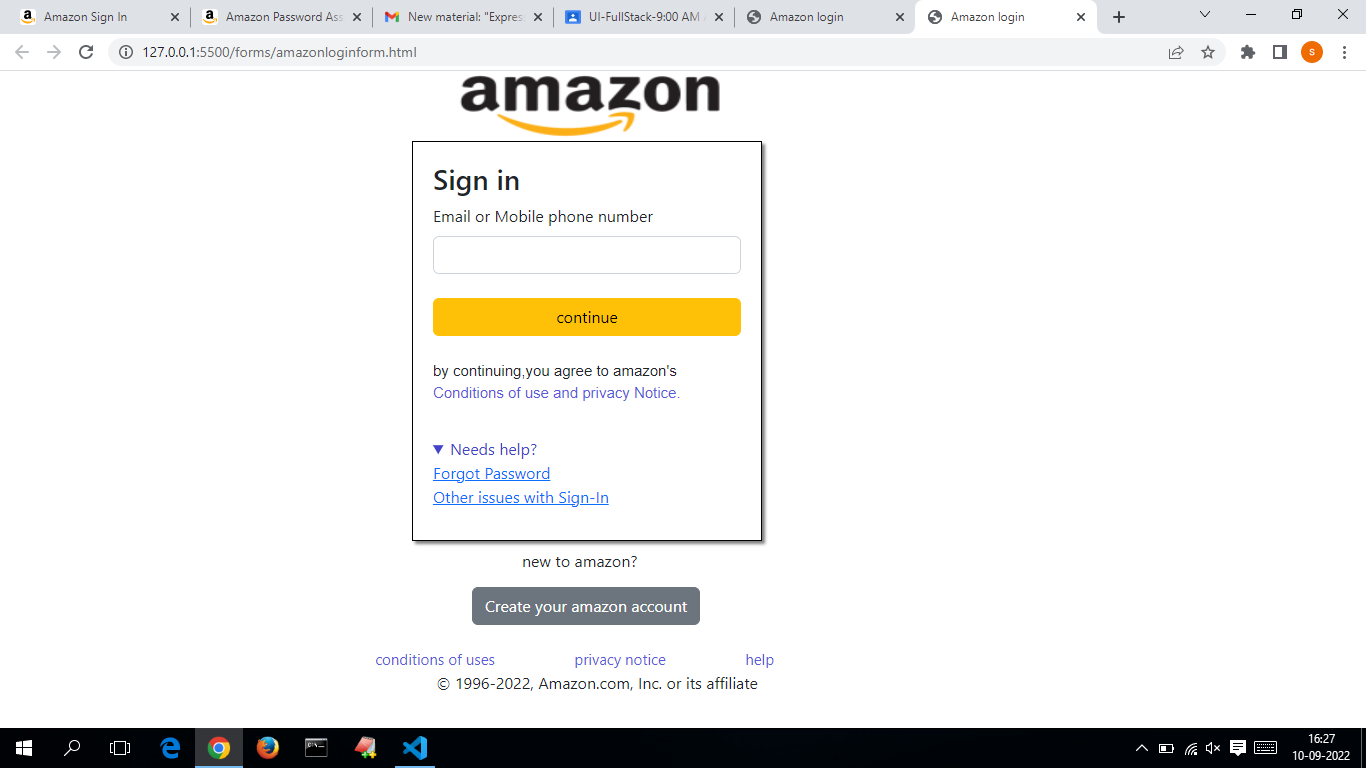 Amazon Sign In
Amazon Password Ass
New material: "Expres
UI-FullStack-9:00 AM
Amazon login
Amazon login
127.0.0.1:5500/forms/amazonloginform.html
s
amazon
Sign in
Email or Mobile phone number
continue
by continuing,you agree to amazon's
Conditions of use and privacy Notice.
▼ Needs help?
Forgot Password
Other issues with Sign-In
new to amazon?
Create your amazon account
conditions of uses privacy notice help
© 1996-2022, Amazon.com, Inc. or its affiliate
16:27
10-09-2022